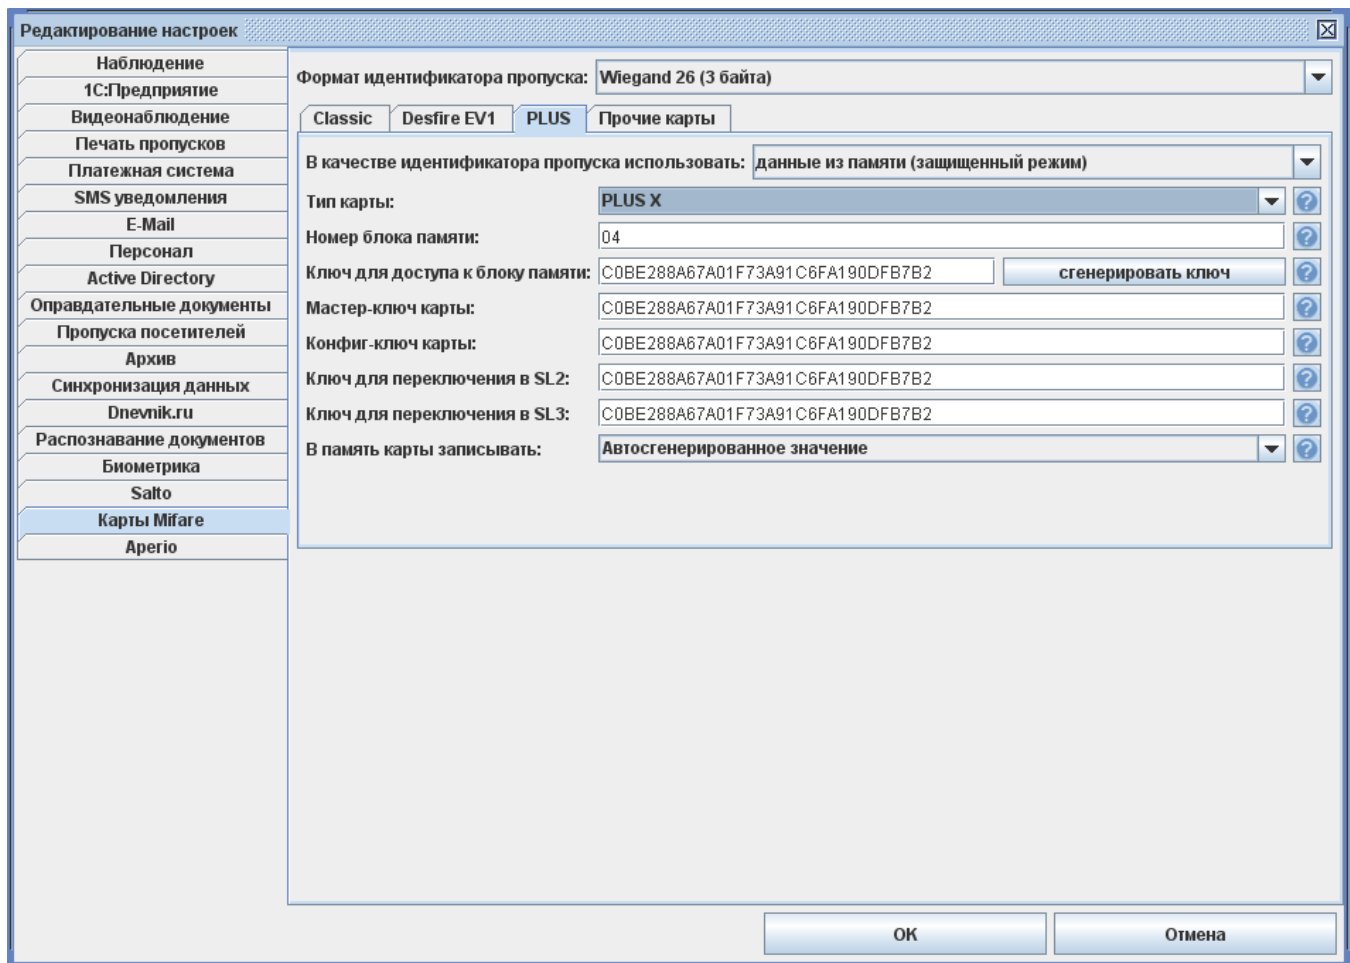 Редактирование настроек
Наблюдение
1С:Предприятие
Видеонаблюдение
Печать пропусков
Платежная система
SMS уведомления
E-Mail
Персонал
Active Directory
Оправдательные документы
Пропуска посетителей
Архив
Синхронизация данных
Dnevnik.ru
Распознавание документов
Биометрика
Salto
Карты Mifare
Aperio
Формат идентификатора пропуска: Wiegand 26 (3 байта)
Classic Desfire EV1 PLUS Прочие карты
В качестве идентификатора пропуска использовать: данные из памяти (защищенный режим)
Тип карты: PLUS X ?
Номер блока памяти: 04 ?
Ключ для доступа к блоку памяти: C0BE288A67A01F73A91C6FA190DFB7B2 сгенерировать ключ ?
Мастер-ключ карты: C0BE288A67A01F73A91C6FA190DFB7B2 ?
Конфиг-ключ карты: C0BE288A67A01F73A91C6FA190DFB7B2 ?
Ключ для переключения в SL2: C0BE288A67A01F73A91C6FA190DFB7B2 ?
Ключ для переключения в SL3: C0BE288A67A01F73A91C6FA190DFB7B2 ?
В память карты записывать: Автосгенерированное значение ?
ОК Отмена